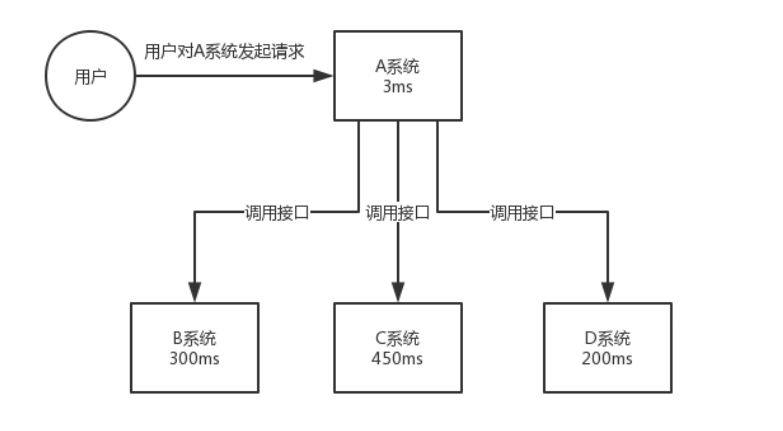 用户对A系统发起请求
用户
A系统
3ms
调用接口
调用接口
调用接口
B系统
300ms
C系统
450ms
D系统
200ms